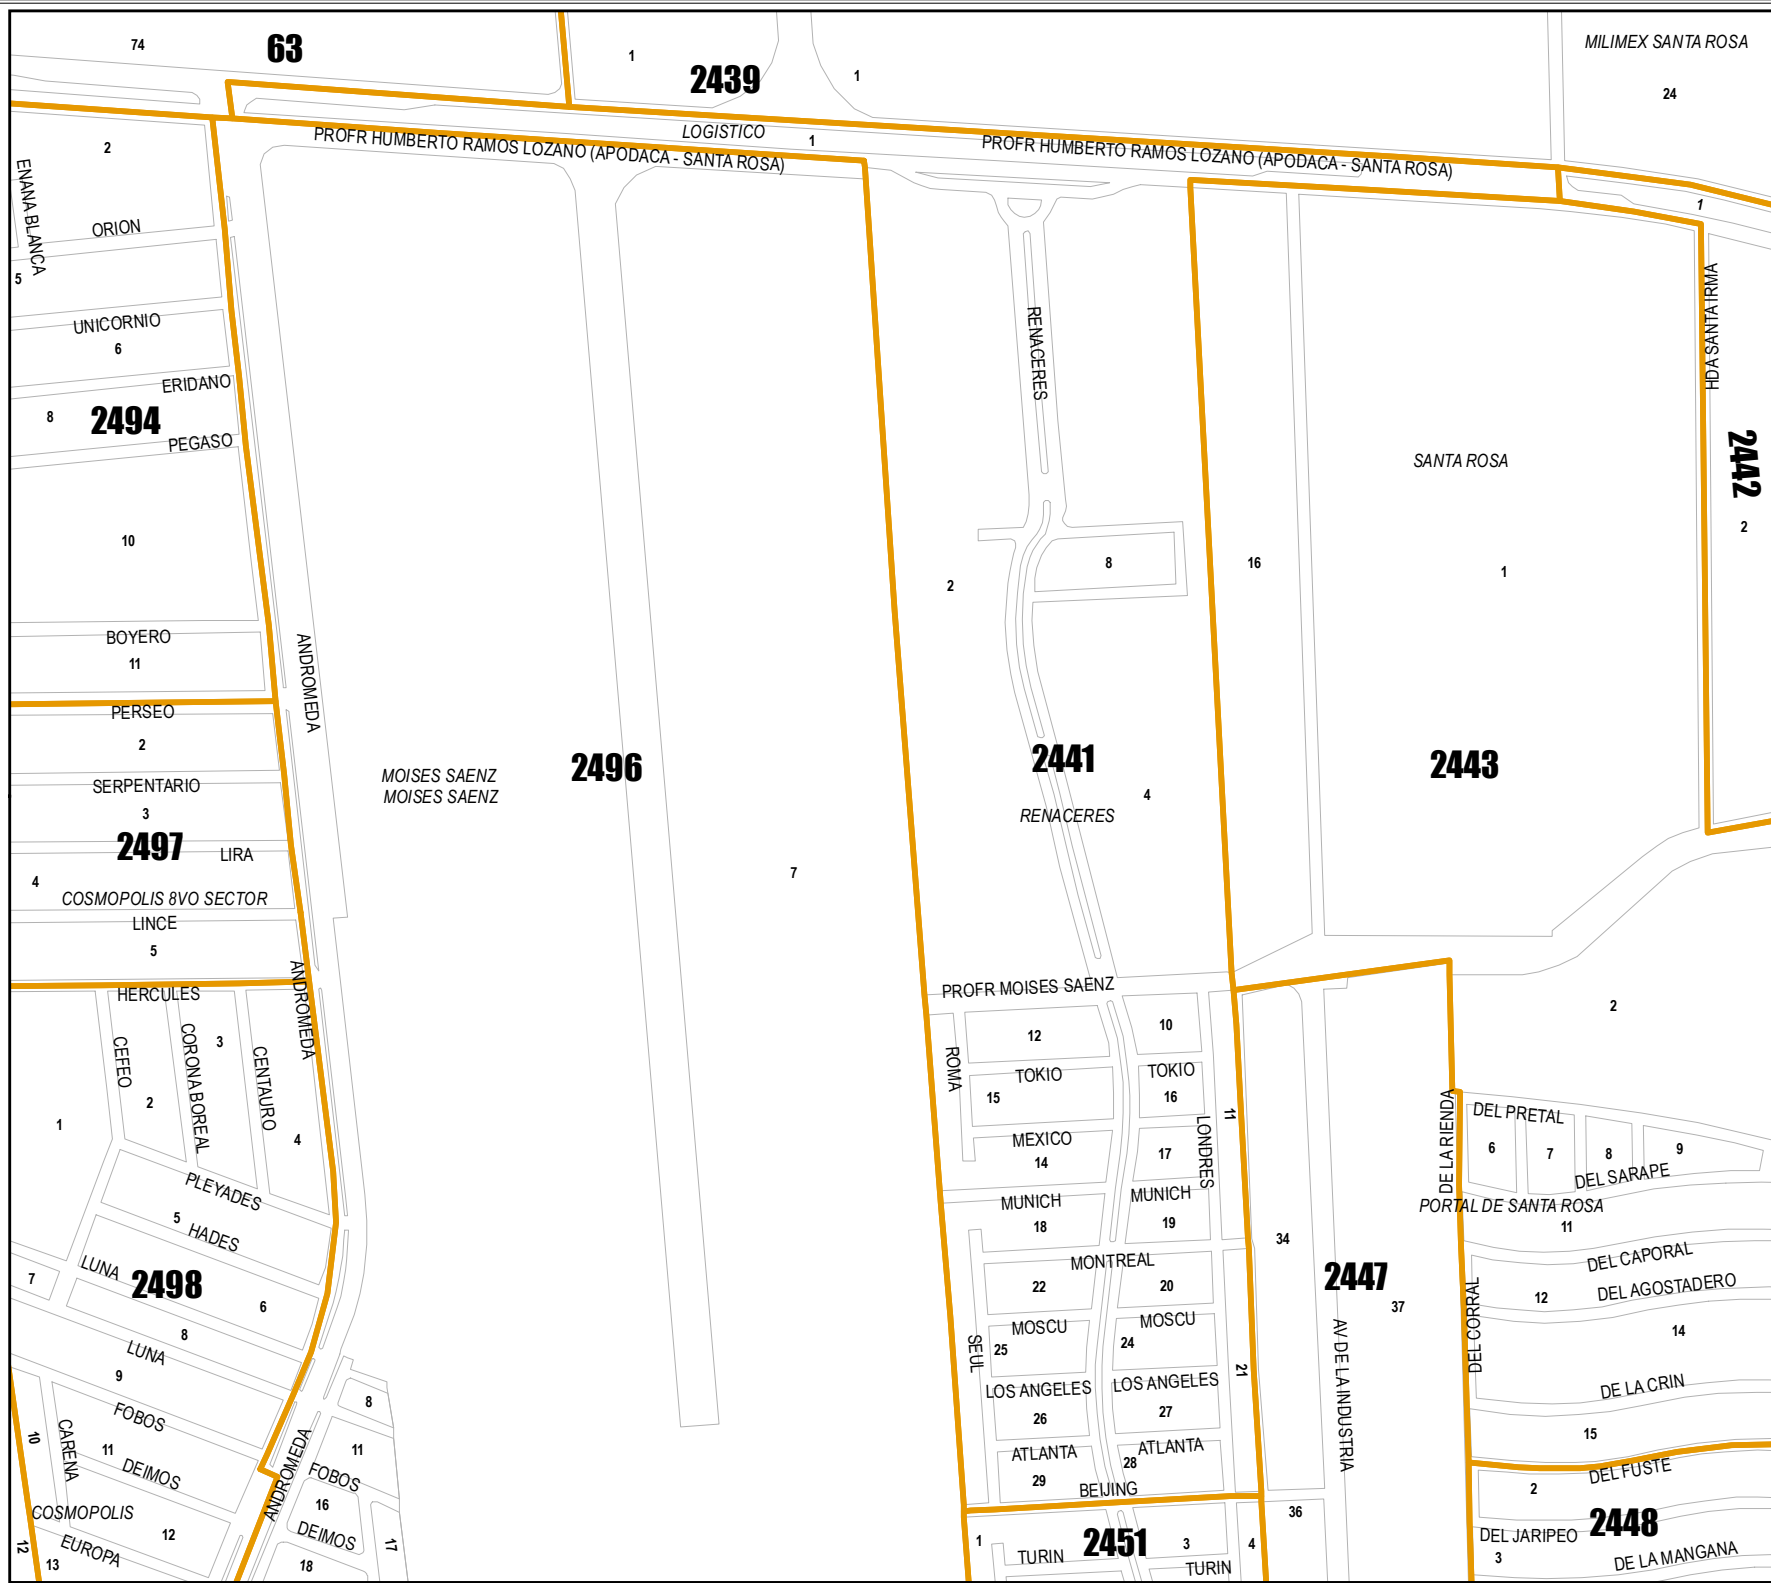 74
63
1
2439
1
MILIMEX SANTA ROSA
24
LOGISTICO
1
PROFR HUMBERTO RAMOS LOZANO (APODACA - SANTA ROSA)
PROFR HUMBERTO RAMOS LOZANO (APODACA - SANTA ROSA)
1
2
ENANA BLANCA
ORION
5
UNICORNIO
6
ERIDANO
8
2494
PEGASO
10
BOYERO
11
ANDROMEDA
PERSEO
2
SERPENTARIO
3
2497
LIRA
4
COSMOPOLIS 8VO SECTOR
LINCE
5
MOISES SAENZ
MOISES SAENZ
2496
7
RENACERES
2
8
2441
4
RENACERES
16
SANTA ROSA
1
2443
HDA SANTA IRMA
2442
2
HERCULES
ANDROMEDA
CEFEO
CORONA BOREAL
3
CENTAURO
2
1
4
PLEYADES
5
HADES
LUNA
7
2498
6
8
LUNA
9
FOBOS
10
CARENA
11
DEIMOS
COSMOPOLIS
12
EUROPA
12
13
ANDROMEDA
8
11
FOBOS
16
DEIMOS
17
18
PROFR MOISES SAENZ
12
10
ROMA
TOKIO
TOKIO
15
16
11
MEXICO
14
17
LONDRES
MUNICH
MUNICH
18
19
MONTREAL
22
20
MOSCU
MOSCU
SEUL
25
24
21
LOS ANGELES
LOS ANGELES
26
27
ATLANTA
ATLANTA
28
29
BEIJING
1
2451
3
4
TURIN
TURIN
34
2447
37
AV DE LA INDUSTRIA
36
2
DE LA RIENDA
DEL PRETAL
6
7
8
9
DEL SARAPE
PORTAL DE SANTA ROSA
11
DEL CAPORAL
12
DEL AGOSTADERO
DEL CORRAL
14
DE LA CRIN
15
DEL FUSTE
2
2448
DEL JARIPEO
3
DE LA MANGANA